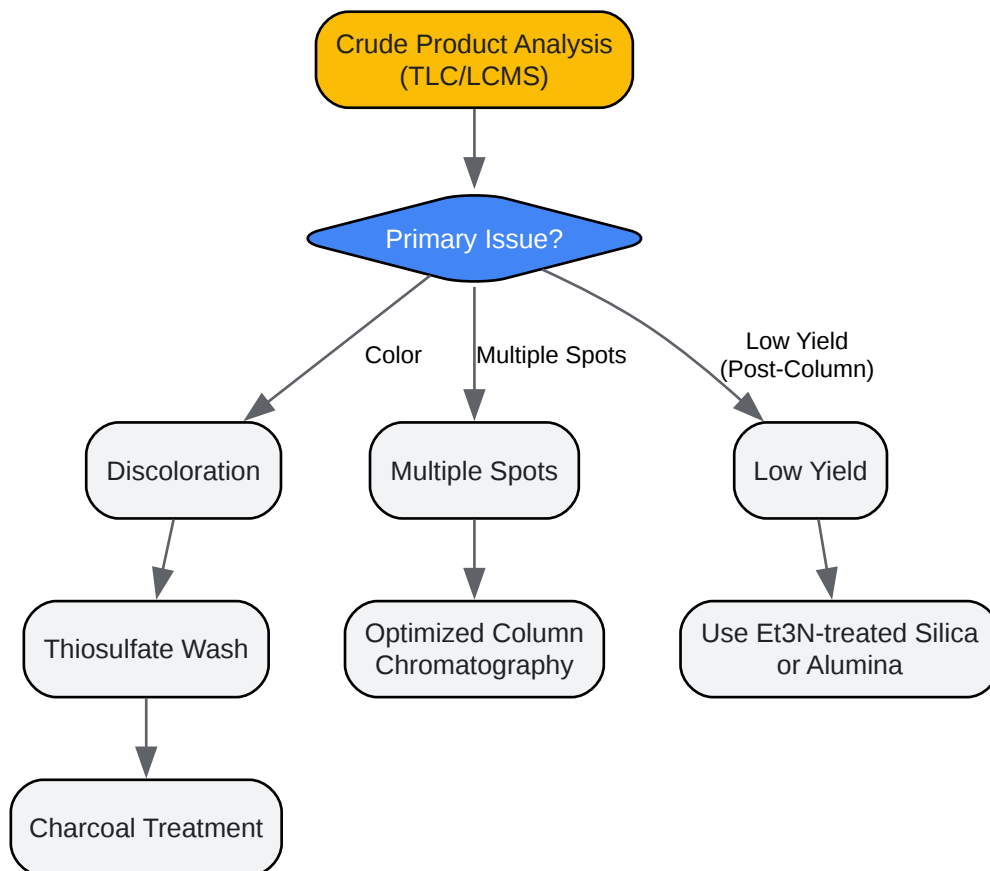 Crude Product Analysis
(TLC/LCMS)
Primary Issue?
Color
Multiple Spots
Low Yield
(Post-Column)
Discoloration
Multiple Spots
Low Yield
Thiosulfate Wash
Optimized Column
Chromatography
Use Et3N-treated Silica
or Alumina
Charcoal Treatment